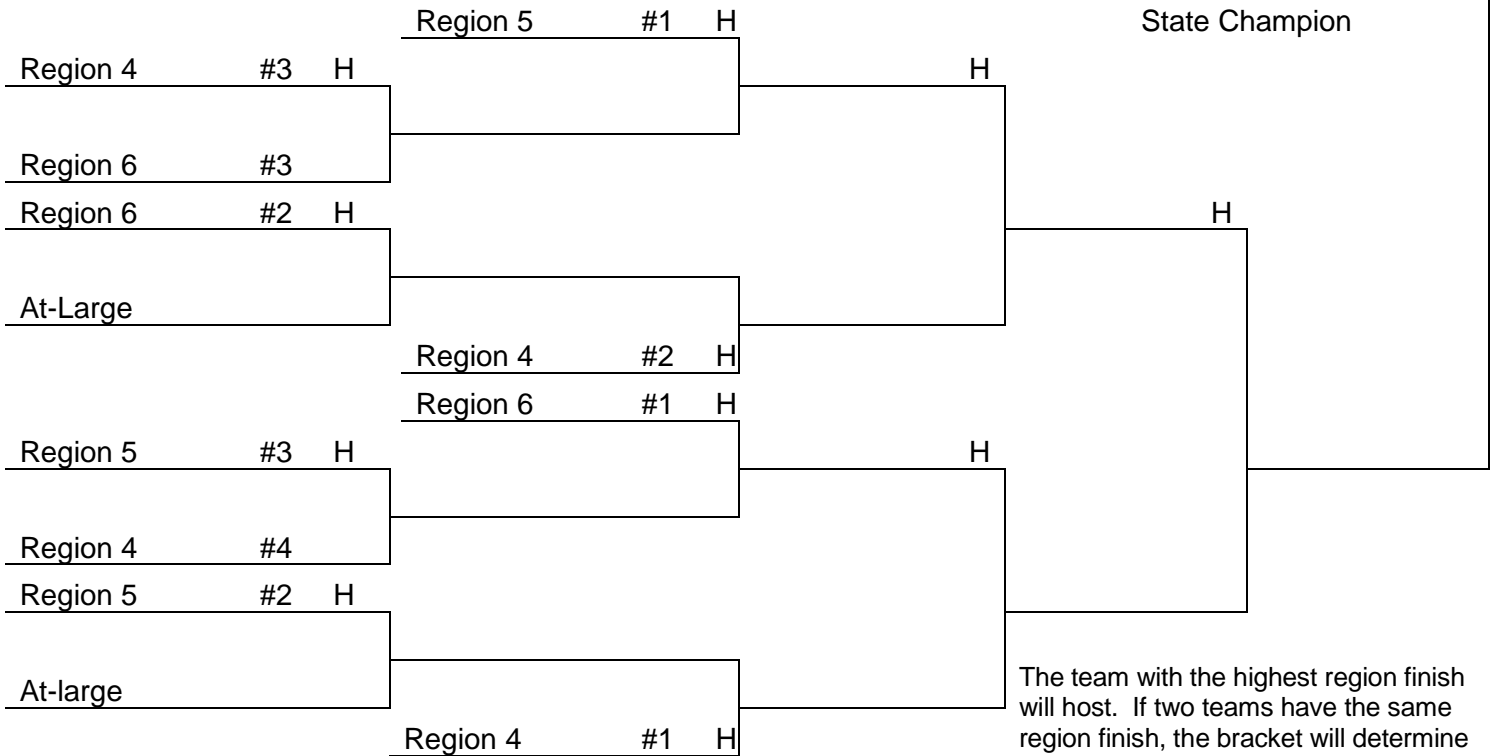 Region 5 #1 H
State Champion
Region 4 #3 H
H
Region 6 #3
Region 6 #2 H
H
At-Large
Region 4 #2 H
Region 6 #1 H
Region 5 #3 H
H
Region 4 #4
Region 5 #2 H
At-large
Region 4 #1 H
The team with the highest region finish
will host. If two teams have the same
region finish, the bracket will determine